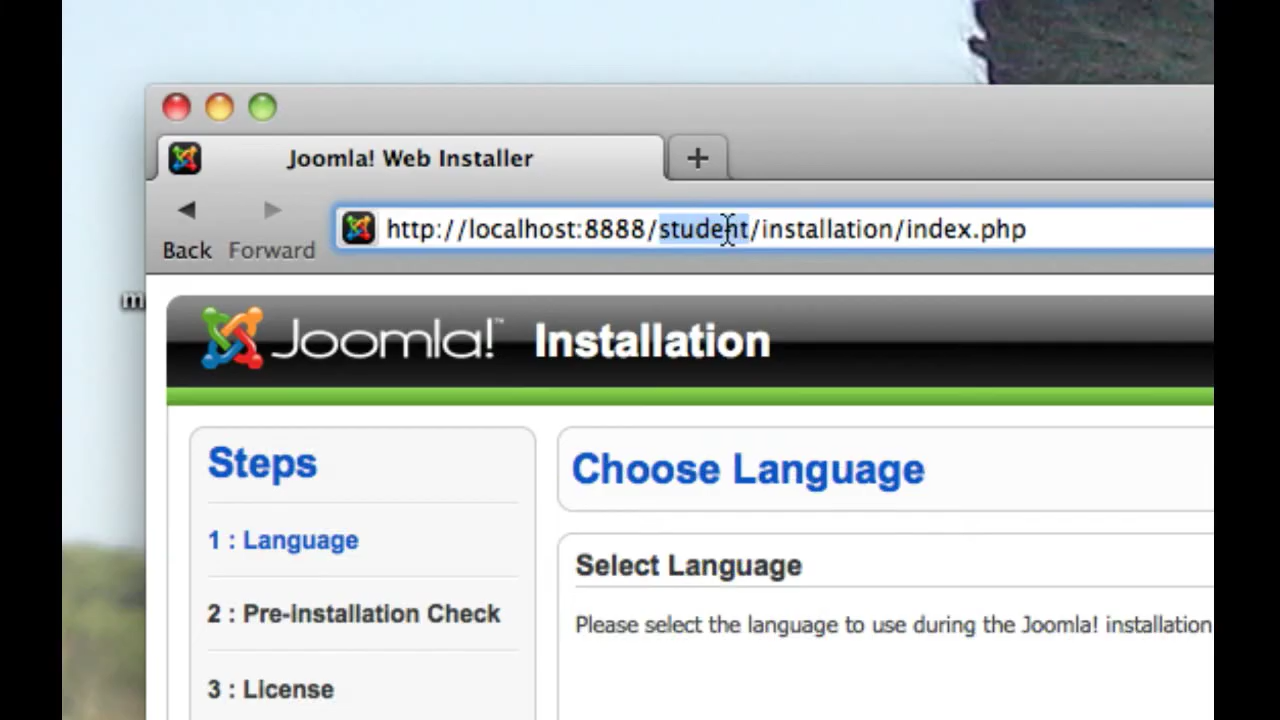 Joomla! Web Installer
+
Back Forward
http://localhost:8888/student/installation/index.php
m
Joomla!™ Installation
Steps
Choose Language
1 : Language
Select Language
2 : Pre-installation Check
Please select the language to use during the Joomla! installation
3 : License